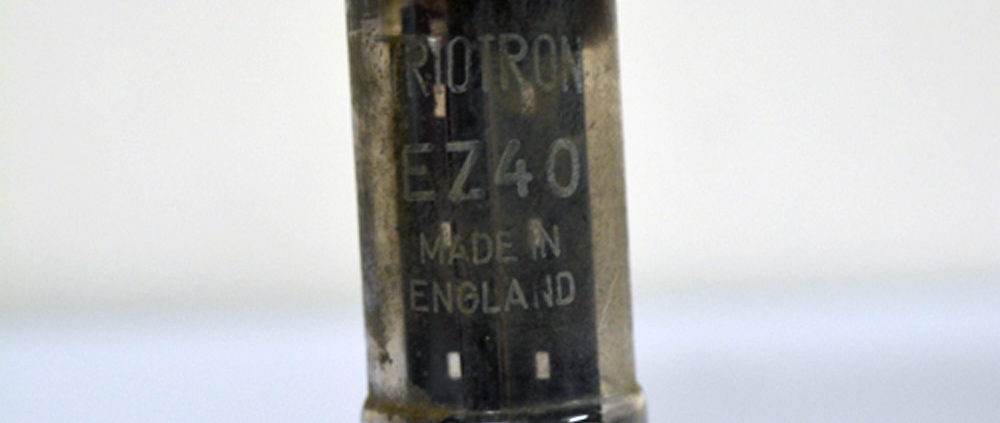 TRIOTRON
EZ40
MADE IN
ENGLAND